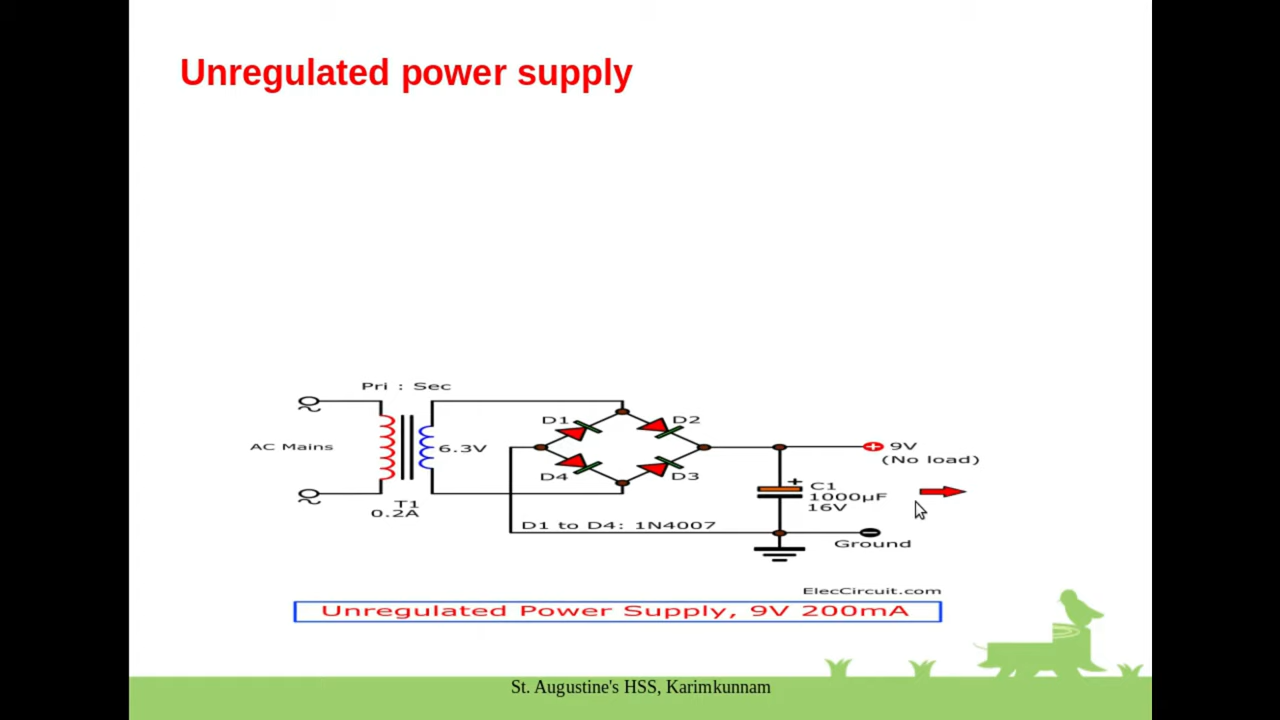 Unregulated power supply
Pri : Sec
D1
D2
AC Mains
6.3V
9V
(No load)
D4
D3
C1
1000µF
16V
T1
0.2A
D1 to D4: 1N4007
Ground
ElecCircuit.com
Unregulated Power Supply, 9V 200mA
St. Augustine's HSS, Karimkunnam